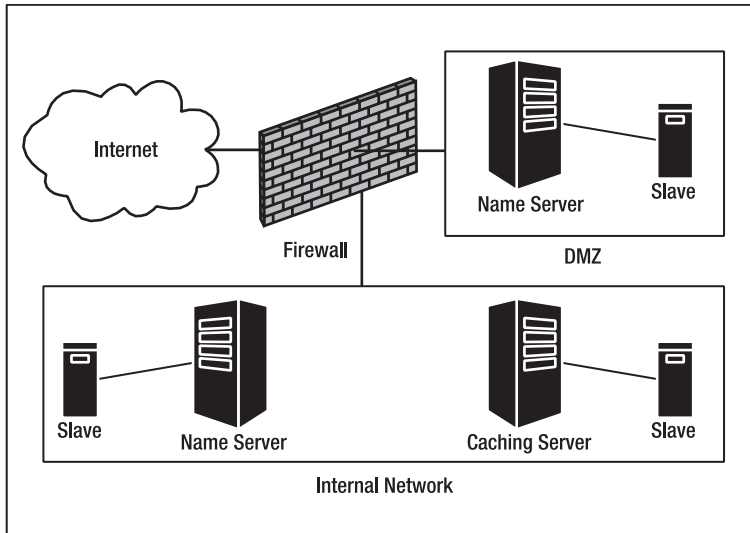 Internet
Firewall
Name Server
Slave
DMZ
Slave
Name Server
Caching Server
Slave
Internal Network